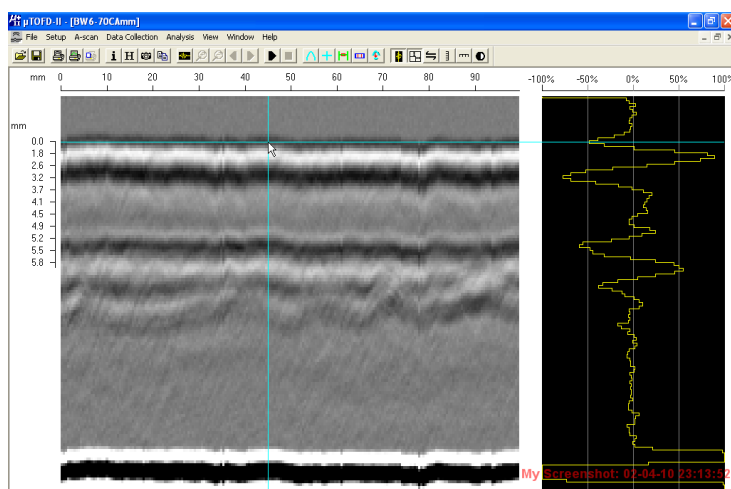 µTOFD-II - [BW6-70CAmm]
File Setup A-scan Data Collection Analysis View Window Help
mm 0 10 20 30 40 50 60 70 80 90 -100% -50% 0% 50% 100%
mm
0.0
1.8
2.6
3.2
3.7
4.1
4.5
4.9
5.2
5.5
5.8
My Screenshot: 02-04-10 23:13:52